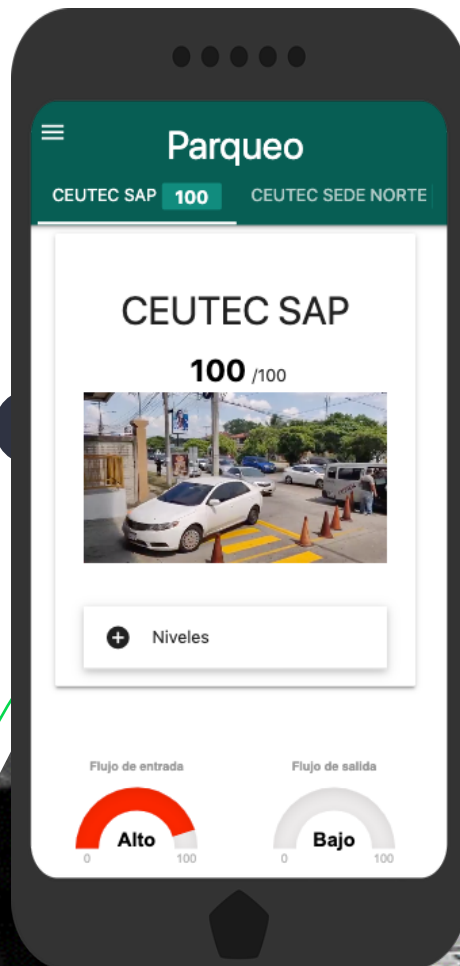 Parqueo
CEUTEC SAP 100 CEUTEC SEDE NORTE
CEUTEC SAP
100 /100
Niveles
Flujo de entrada Flujo de salida
Alto Bajo
0 100 0 100